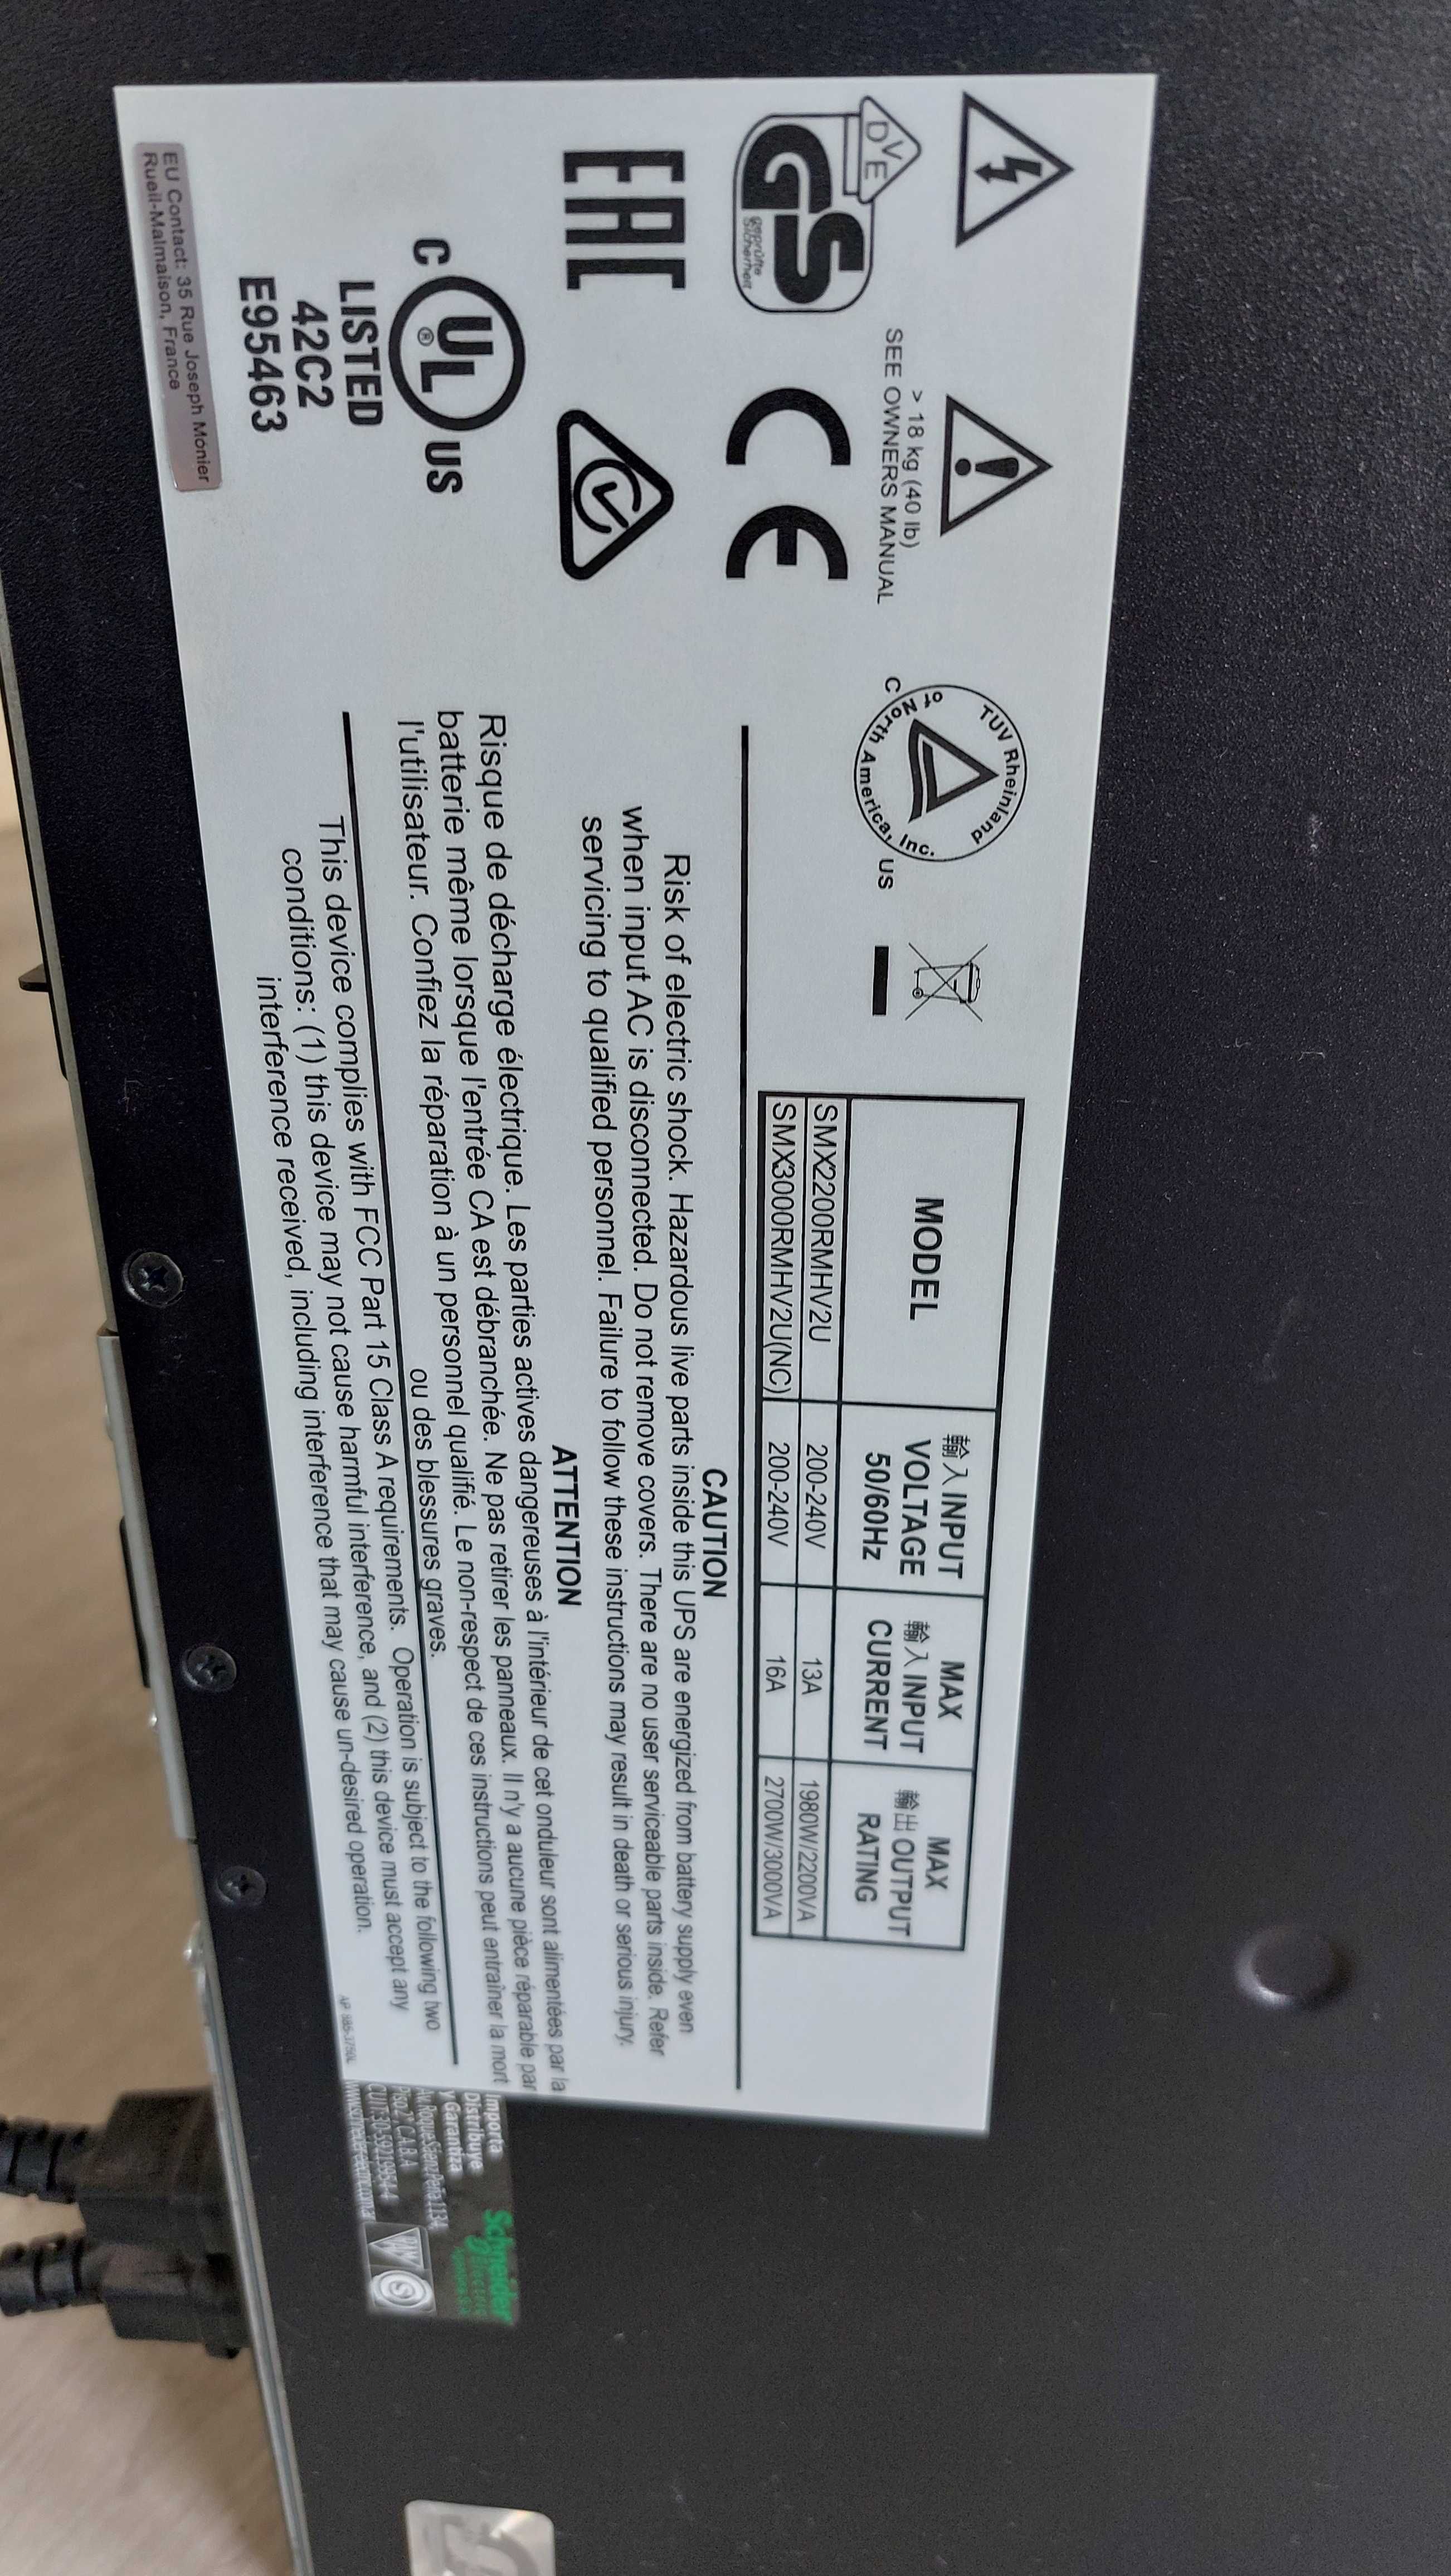 > 18 kg (40 lb)
SEE OWNERS MANUAL
DVE
GS
geprüfte
Sicherheit
CE
EAC
C UL US
®
LISTED
42C2
E95463
EU Contact: 35 Rue Joseph Monier
Rueil-Malmaison, France
TUV Rheinland
of North America, Inc.
C US
MODEL
輸入 INPUT
VOLTAGE
50/60Hz
MAX
輸入 INPUT
CURRENT
MAX
輸出 OUTPUT
RATING
SMX2200RMHV2U 200-240V 13A 1980W/2200VA
SMX3000RMHV2U(NC) 200-240V 16A 2700W/3000VA
CAUTION
Risk of electric shock. Hazardous live parts inside this UPS are energized from battery supply even
when input AC is disconnected. Do not remove covers. There are no user serviceable parts inside. Refer
servicing to qualified personnel. Failure to follow these instructions may result in death or serious injury.
ATTENTION
Risque de décharge électrique. Les parties actives dangereuses à l'intérieur de cet onduleur sont alimentées par la
batterie même lorsque l'entrée CA est débranchée. Ne pas retirer les panneaux. Il n'y a aucune pièce réparable par
l'utilisateur. Confiez la réparation à un personnel qualifié. Le non-respect de ces instructions peut entraîner la mort
ou des blessures graves.
This device complies with FCC Part 15 Class A requirements. Operation is subject to the following two
conditions: (1) this device may not cause harmful interference, and (2) this device must accept any
interference received, including interference that may cause un-desired operation.
Importa
Distribuye
Y Garantiza
Av. Roque Sáenz Peña 1134
Piso 2°, C.A.B.A
Schneider
Electric